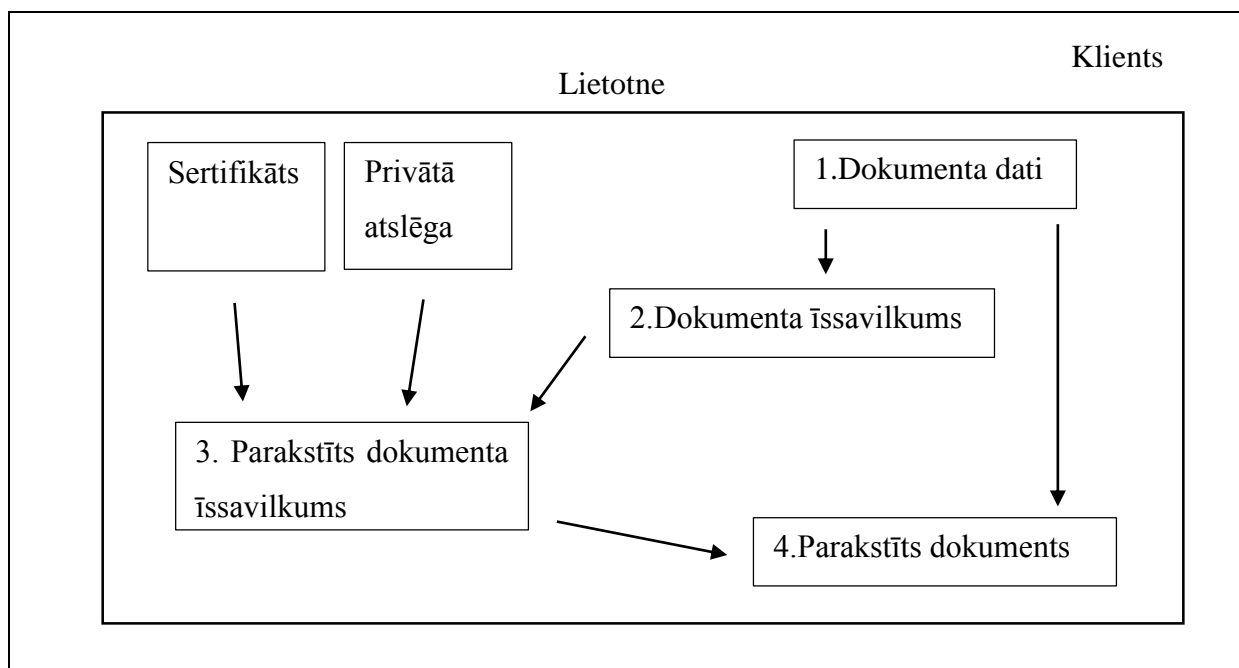 Klients
Lietotne
Sertifikāts
Privātā
atslēga
1.Dokumenta dati
2.Dokumenta īssavilkums
3. Parakstīts dokumenta
īssavilkums
4.Parakstīts dokuments